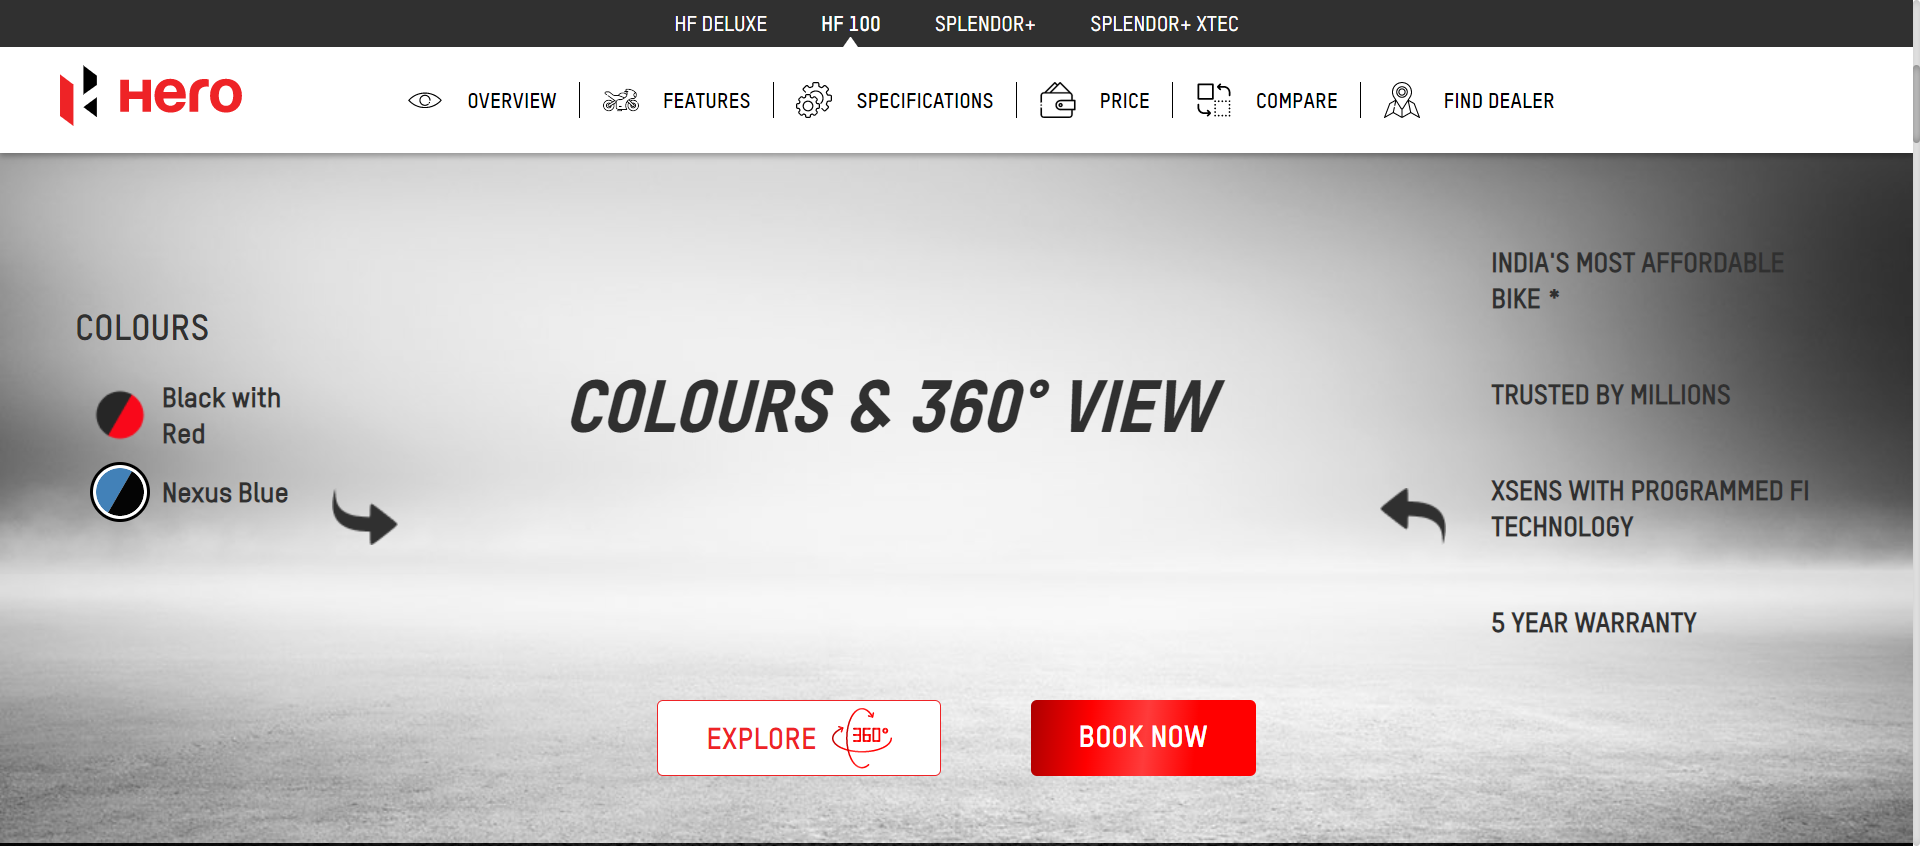 HF DELUXE
HF 100
SPLENDOR+
SPLENDOR+ XTEC
Hero
OVERVIEW
FEATURES
SPECIFICATIONS
PRICE
COMPARE
FIND DEALER
COLOURS
Black with
Red
Nexus Blue
COLOURS & 360° VIEW
INDIA'S MOST AFFORDABLE
BIKE *
TRUSTED BY MILLIONS
XSENS WITH PROGRAMMED FI
TECHNOLOGY
5 YEAR WARRANTY
EXPLORE 360°
BOOK NOW